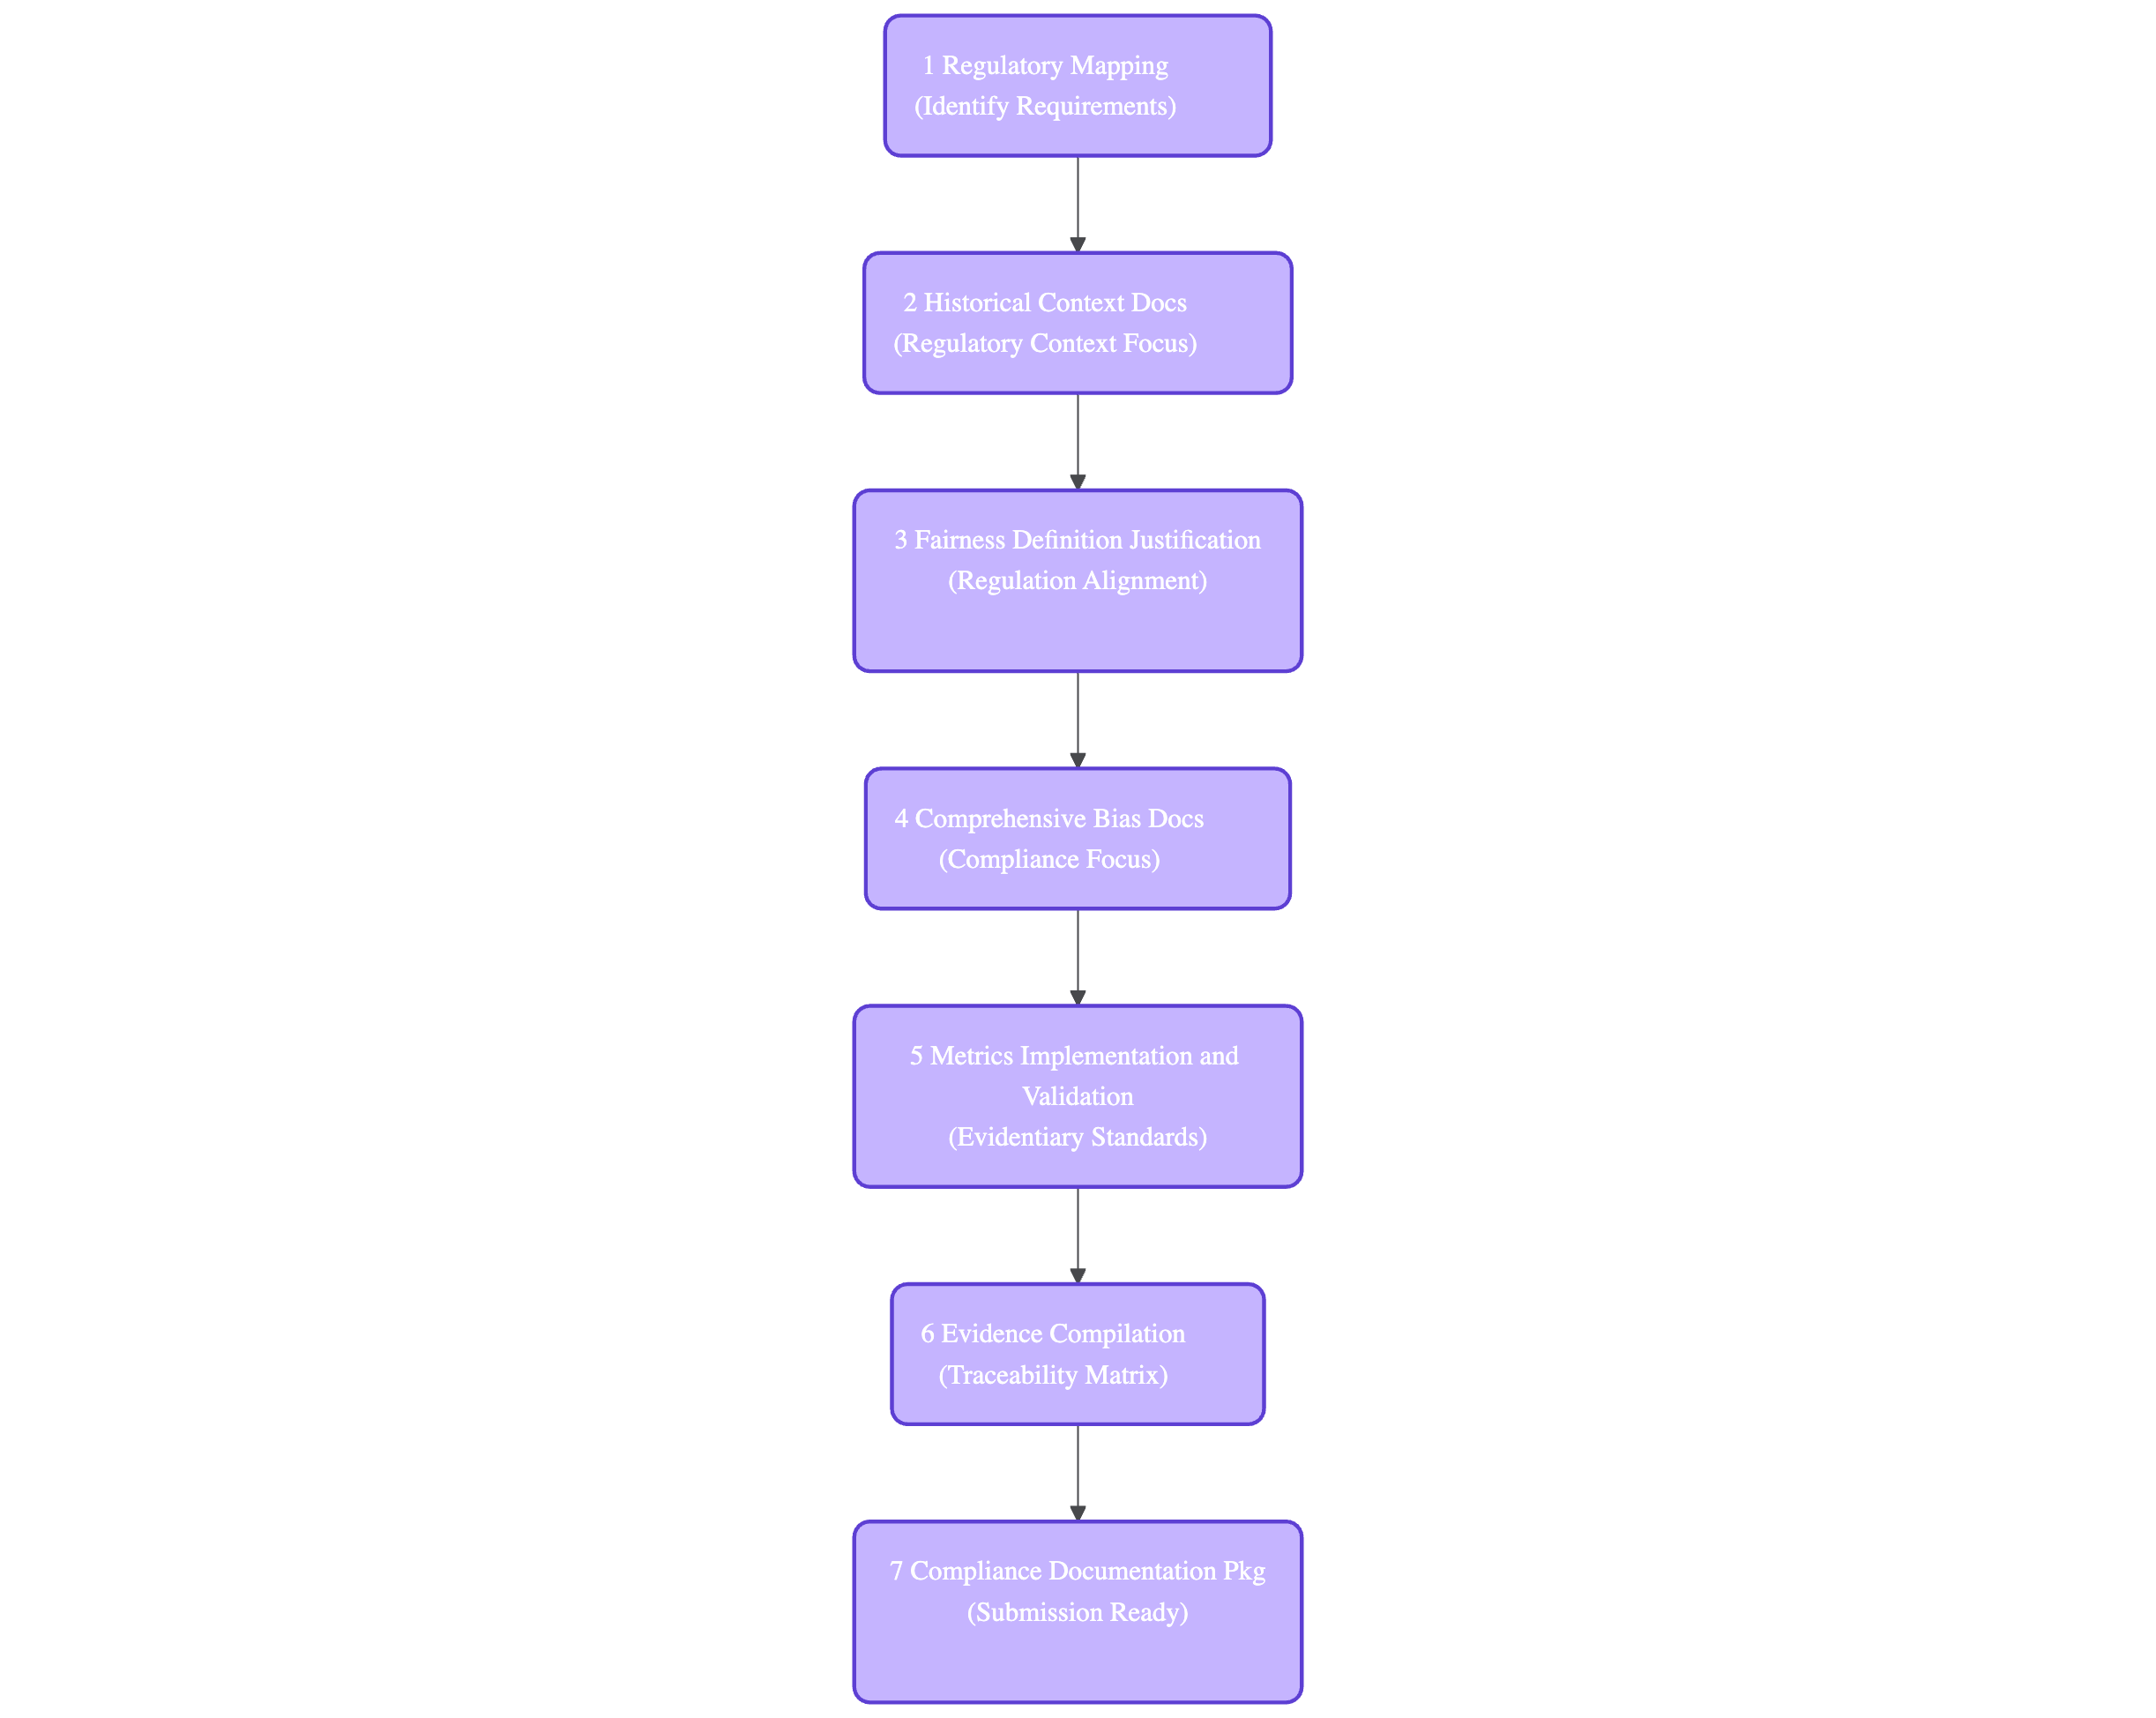 1 Regulatory Mapping
(Identify Requirements)
2 Historical Context Docs
(Regulatory Context Focus)
3 Fairness Definition Justification
(Regulation Alignment)
4 Comprehensive Bias Docs
(Compliance Focus)
5 Metrics Implementation and
Validation
(Evidentiary Standards)
6 Evidence Compilation
(Traceability Matrix)
7 Compliance Documentation Pkg
(Submission Ready)